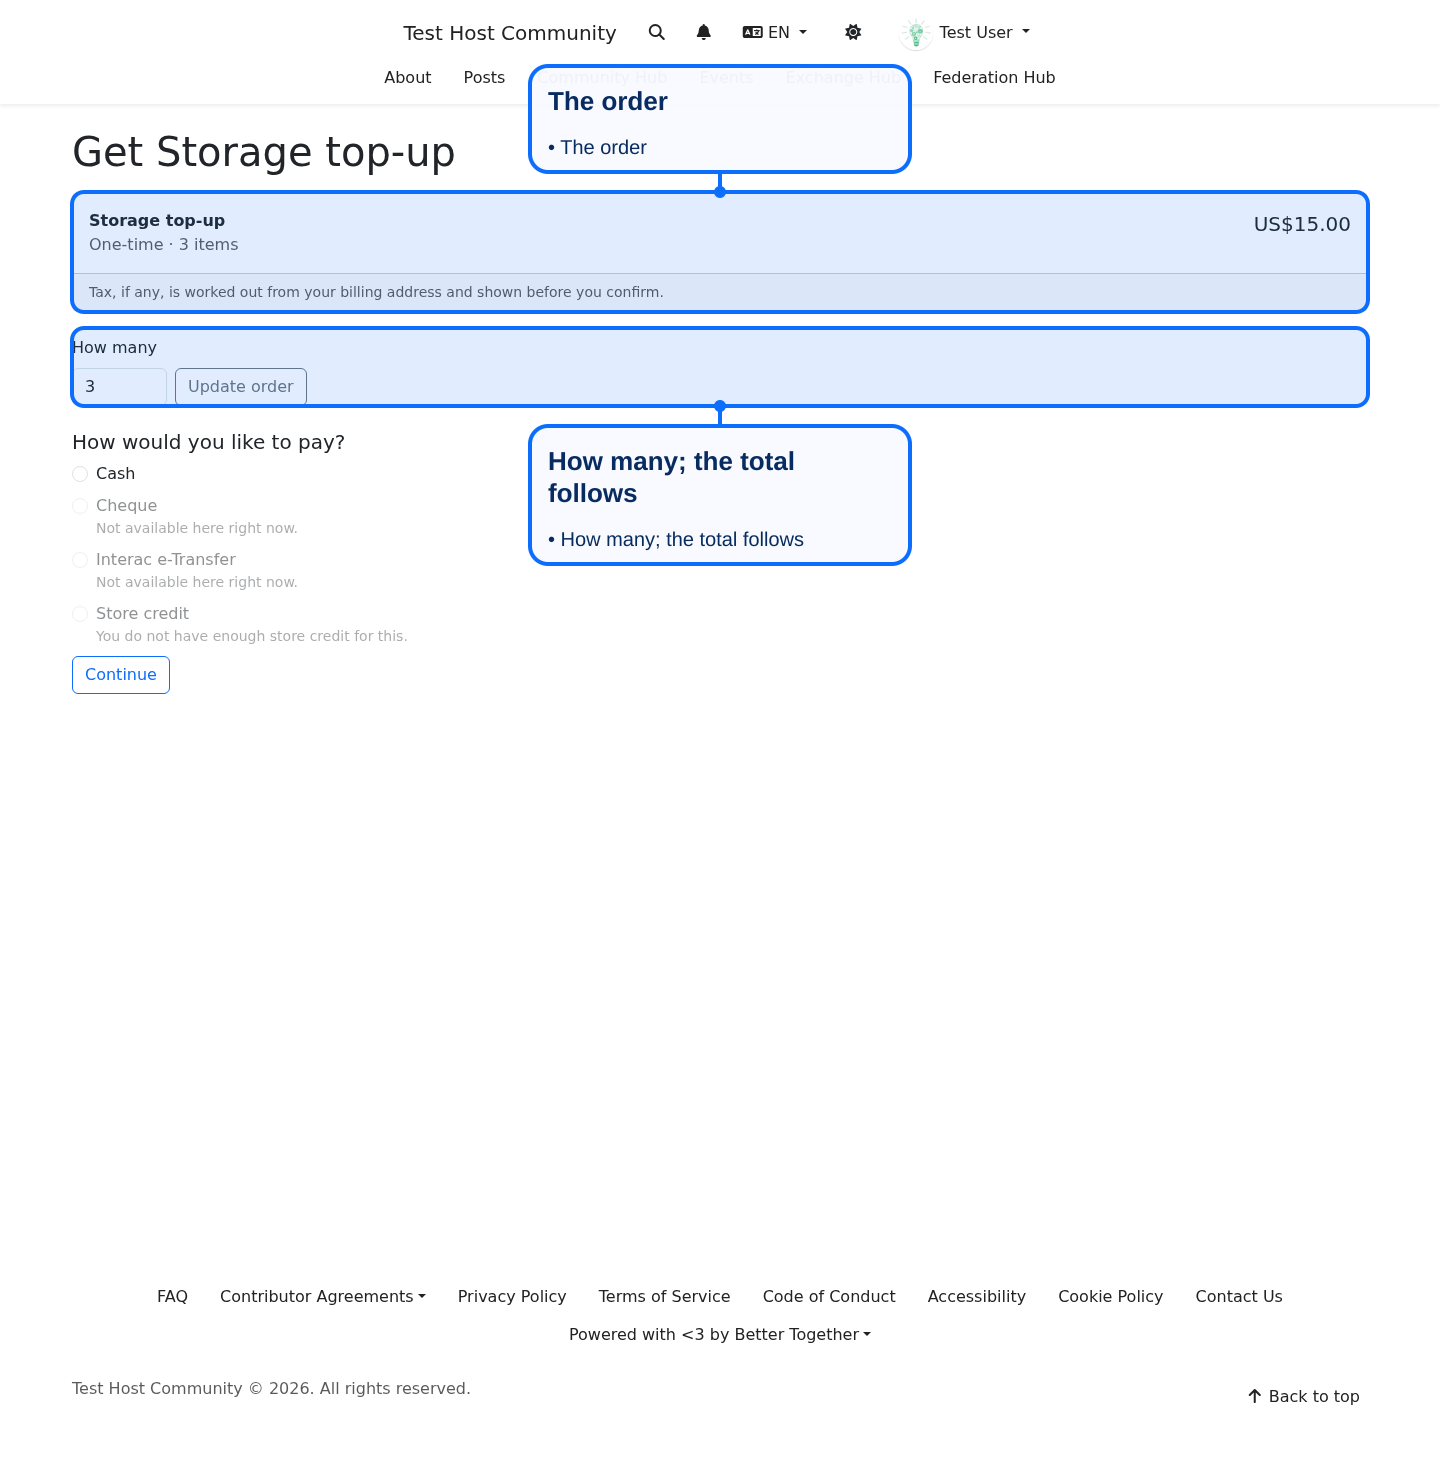 Test Host Community
EN
Test User
About
Posts
Community Hub
Events
Exchange Hub
Federation Hub
The order
• The order
Get Storage top-up
Storage top-up
US$15.00
One-time · 3 items
Tax, if any, is worked out from your billing address and shown before you confirm.
How many
3
Update order
How would you like to pay?
Cash
Cheque
Not available here right now.
Interac e-Transfer
Not available here right now.
Store credit
You do not have enough store credit for this.
Continue
How many; the total
follows
• How many; the total follows
FAQ
Contributor Agreements
Privacy Policy
Terms of Service
Code of Conduct
Accessibility
Cookie Policy
Contact Us
Powered with <3 by Better Together
Test Host Community © 2026. All rights reserved.
Back to top